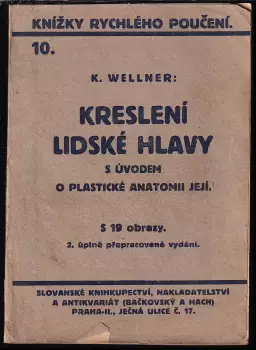 KNÍŽKY RYCHLÉHO POUČENÍ.
10.
K. WELLNER:
KRESLENÍ
LIDSKÉ HLAVY
S ÚVODEM
O PLASTICKÉ ANATOMII JEJÍ.
S 19 obrazy.
2. úplně přepracované vydání.
SLOVANSKÉ KNIHKUPECTVÍ, NAKLADATELSTVÍ
A ANTIKVARIÁT (BAČKOVSKÝ A HACH)
PRAHA-II., JEČNÁ ULICE Č. 17.